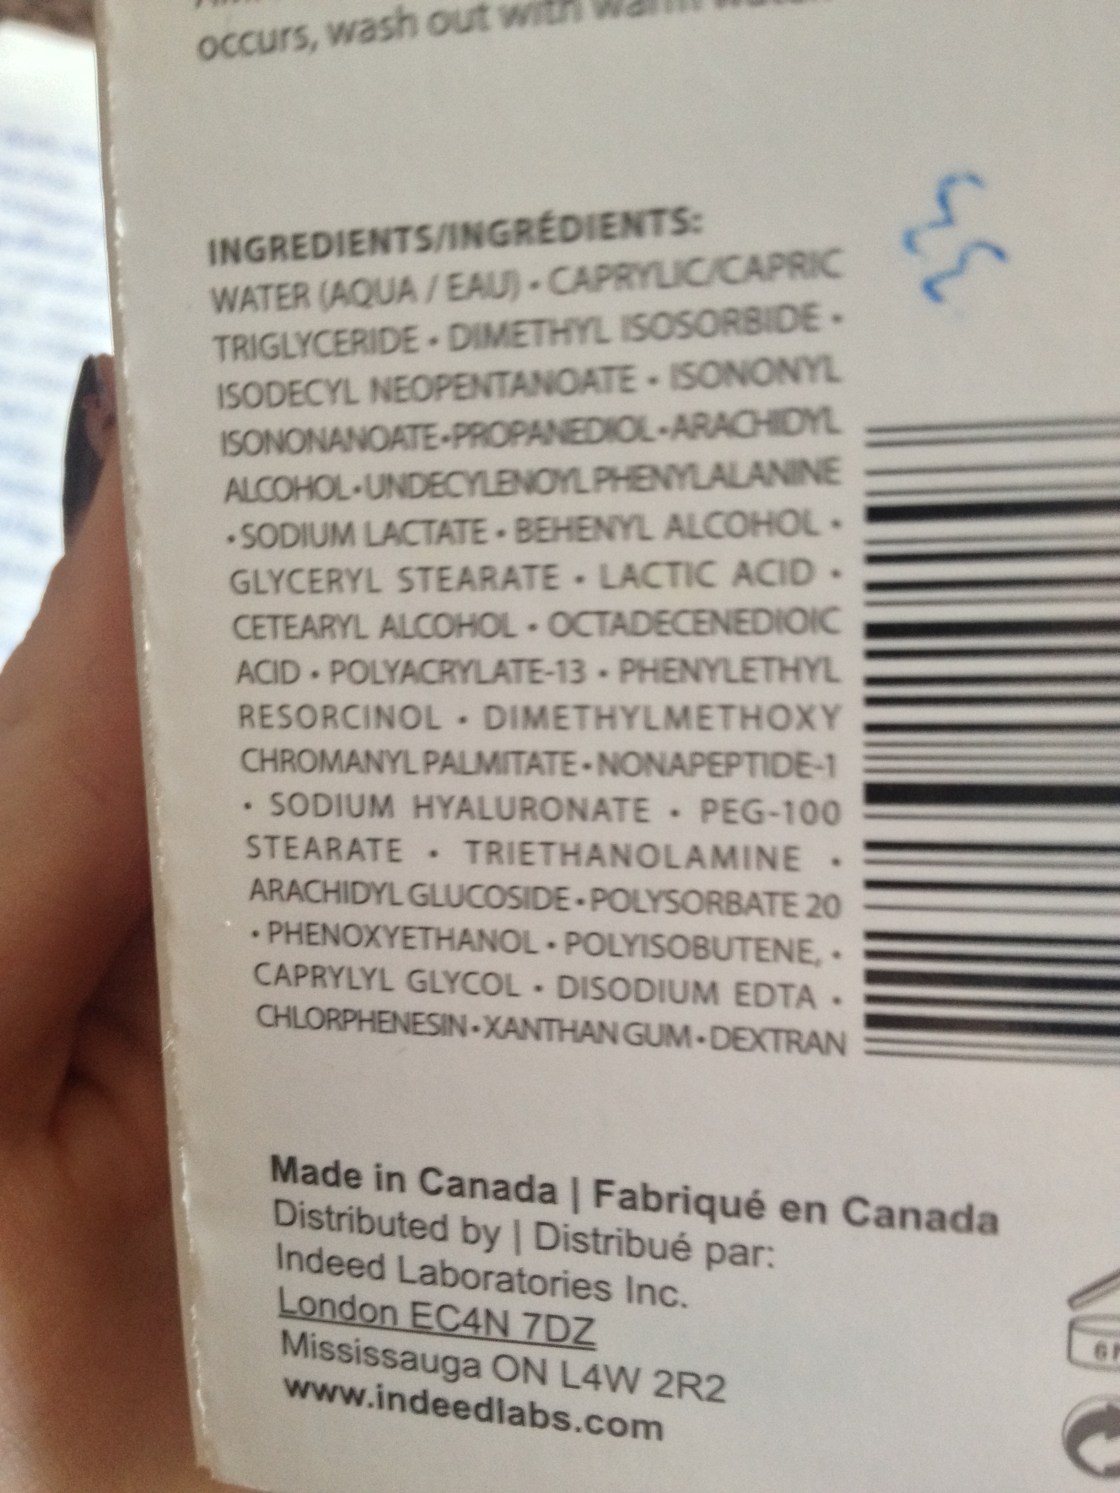 occurs, wash out with warm
INGREDIENTS/INGRÉDIENTS:
WATER (AQUA / EAU) • CAPRYLIC/CAPRIC
TRIGLYCERIDE • DIMETHYL ISOSORBIDE •
ISODECYL NEOPENTANOATE • ISONONYL
ISONONANOATE•PROPANEDIOL•ARACHIDYL
ALCOHOL•UNDECYLENOYL PHENYLALANINE
•SODIUM LACTATE • BEHENYL ALCOHOL •
GLYCERYL STEARATE • LACTIC ACID •
CETEARYL ALCOHOL • OCTADECENEDIOIC
ACID • POLYACRYLATE-13 • PHENYLETHYL
RESORCINOL • DIMETHYLMETHOXY
CHROMANYL PALMITATE•NONAPEPTIDE-1
• SODIUM HYALURONATE • PEG-100
STEARATE • TRIETHANOLAMINE •
ARACHIDYL GLUCOSIDE•POLYSORBATE 20
• PHENOXYETHANOL • POLYISOBUTENE, •
CAPRYLYL GLYCOL • DISODIUM EDTA •
CHLORPHENESIN•XANTHAN GUM•DEXTRAN
Made in Canada | Fabriqué en Canada
Distributed by | Distribué par:
Indeed Laboratories Inc.
London EC4N 7DZ
Mississauga ON L4W 2R2
www.indeedlabs.com